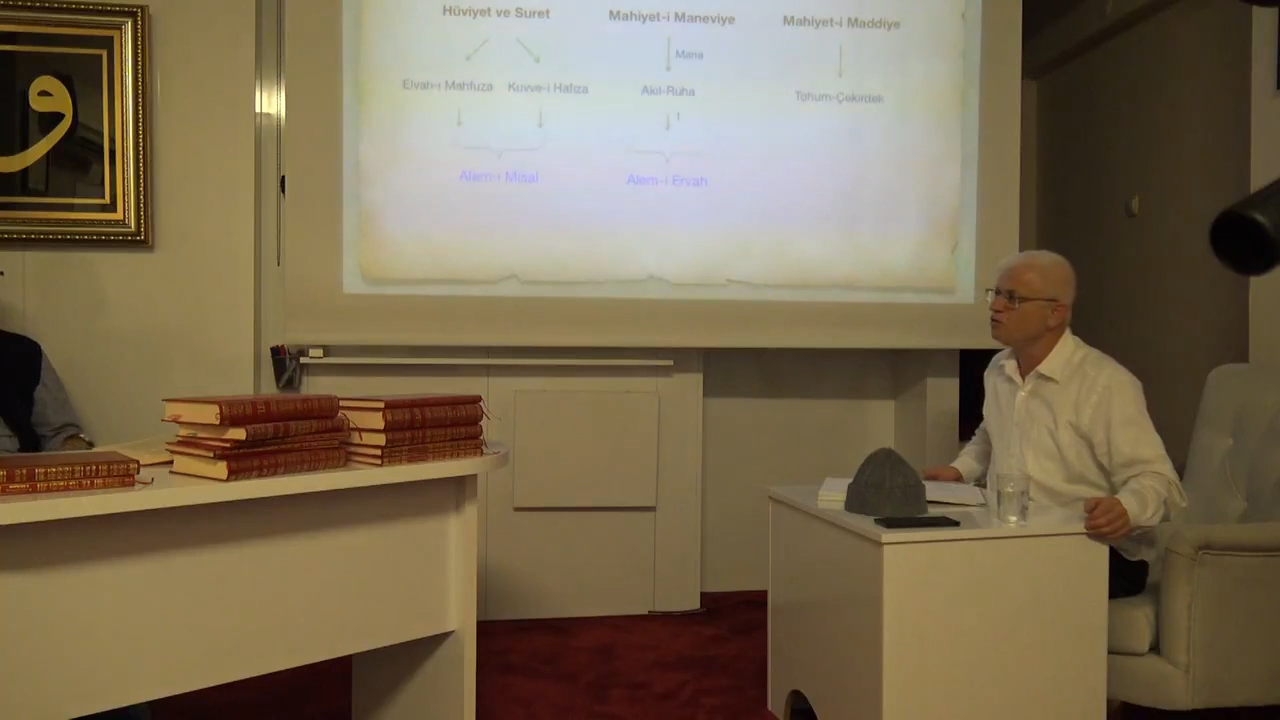 Hüviyet ve Suret Mahiyet-i Maneviye Mahiyet-i Maddiye
Mana
Elvah-ı Mahfuza Kuvve-i Hafıza Akıl-Ruha Tohum-Çekirdek
Alem-i Misal Alem-i Ervah
و